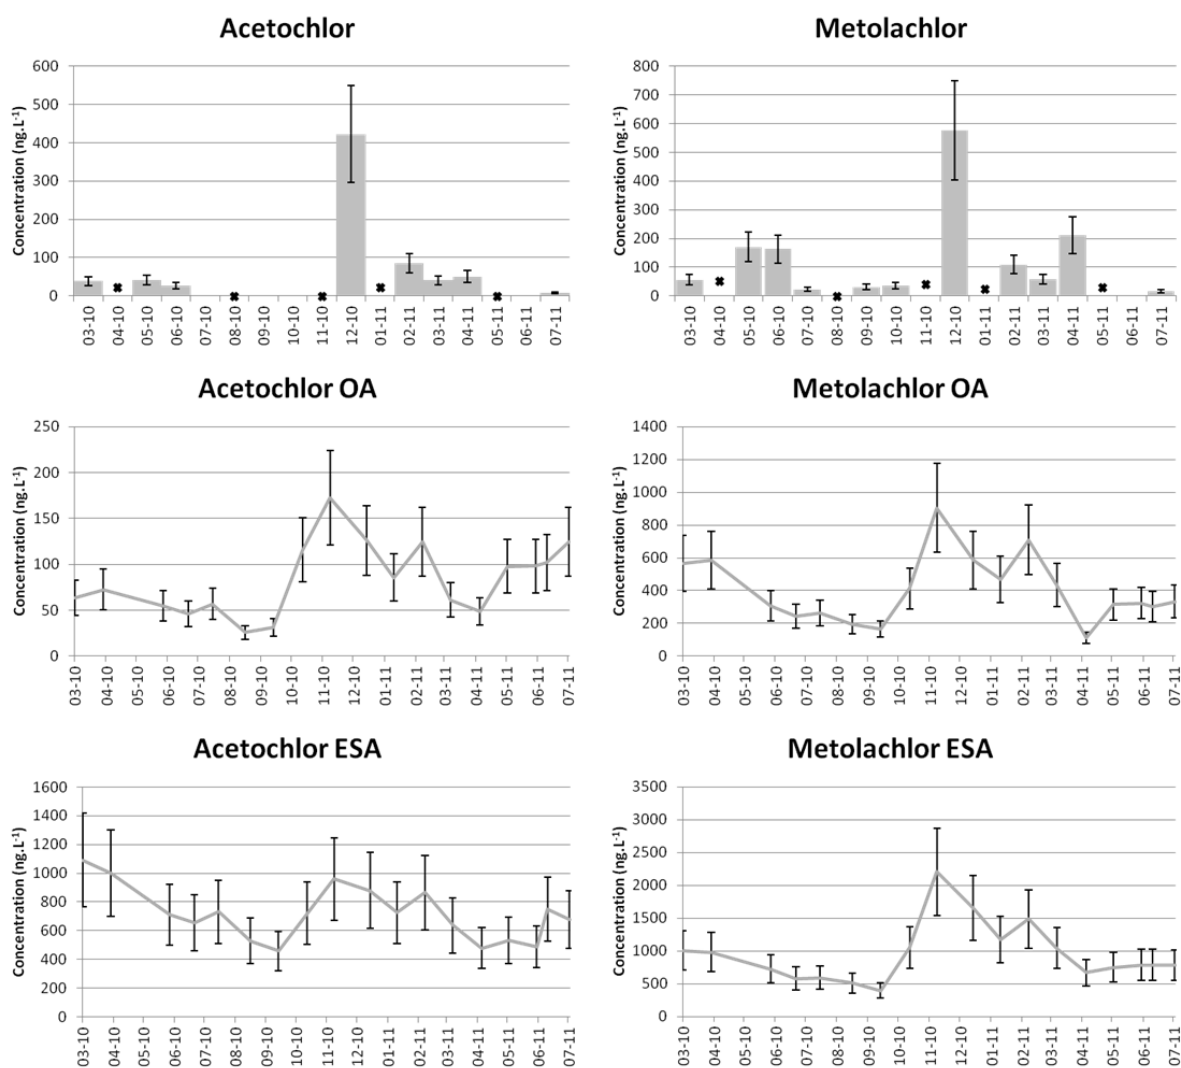 Acetochlor
Concentration (ng.L-1)
600
500
400
300
200
100
0
03-10 04-10 05-10 06-10 07-10 08-10 09-10 10-10 11-10 12-10 01-11 02-11 03-11 04-11 05-11 06-11 07-11
Metolachlor
Concentration (ng.L-1)
800
700
600
500
400
300
200
100
0
03-10 04-10 05-10 06-10 07-10 08-10 09-10 10-10 11-10 12-10 01-11 02-11 03-11 04-11 05-11 06-11 07-11
Acetochlor OA
Concentration (ng.L-1)
250
200
150
100
50
0
03-10 04-10 05-10 06-10 07-10 08-10 09-10 10-10 11-10 12-10 01-11 02-11 03-11 04-11 05-11 06-11 07-11
Metolachlor OA
Concentration (ng.L-1)
1400
1200
1000
800
600
400
200
0
03-10 04-10 05-10 06-10 07-10 08-10 09-10 10-10 11-10 12-10 01-11 02-11 03-11 04-11 05-11 06-11 07-11
Acetochlor ESA
Concentration (ng.L-1)
1600
1400
1200
1000
800
600
400
200
0
03-10 04-10 05-10 06-10 07-10 08-10 09-10 10-10 11-10 12-10 01-11 02-11 03-11 04-11 05-11 06-11 07-11
Metolachlor ESA
Concentration (ng.L-1)
3500
3000
2500
2000
1500
1000
500
0
03-10 04-10 05-10 06-10 07-10 08-10 09-10 10-10 11-10 12-10 01-11 02-11 03-11 04-11 05-11 06-11 07-11